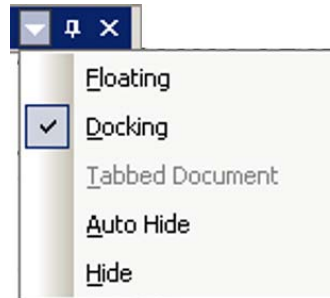 Floating
Docking
Tabbed Document
Auto Hide
Hide